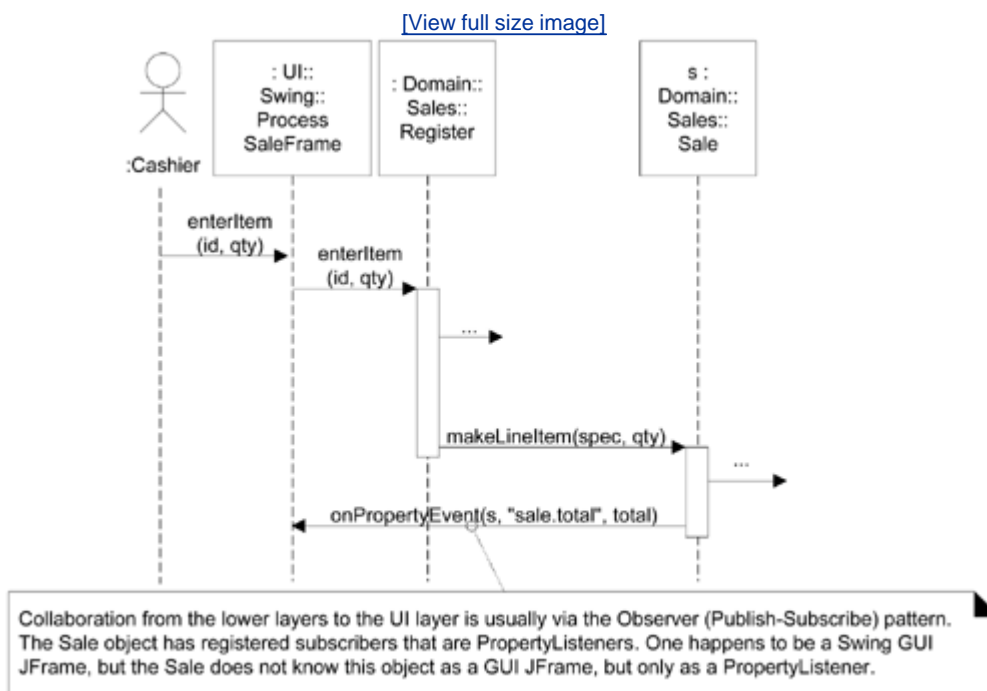 [View full size image]
: UI::
Swing::
Process
SaleFrame
: Domain::
Sales::
Register
s :
Domain::
Sales::
Sale
:Cashier
enterItem
(id, qty)
enterItem
(id, qty)
...
makeLineItem(spec, qty)
...
onPropertyEvent(s, "sale.total", total)
Collaboration from the lower layers to the UI layer is usually via the Observer (Publish-Subscribe) pattern.
The Sale object has registered subscribers that are PropertyListeners. One happens to be a Swing GUI
JFrame, but the Sale does not know this object as a GUI JFrame, but only as a PropertyListener.